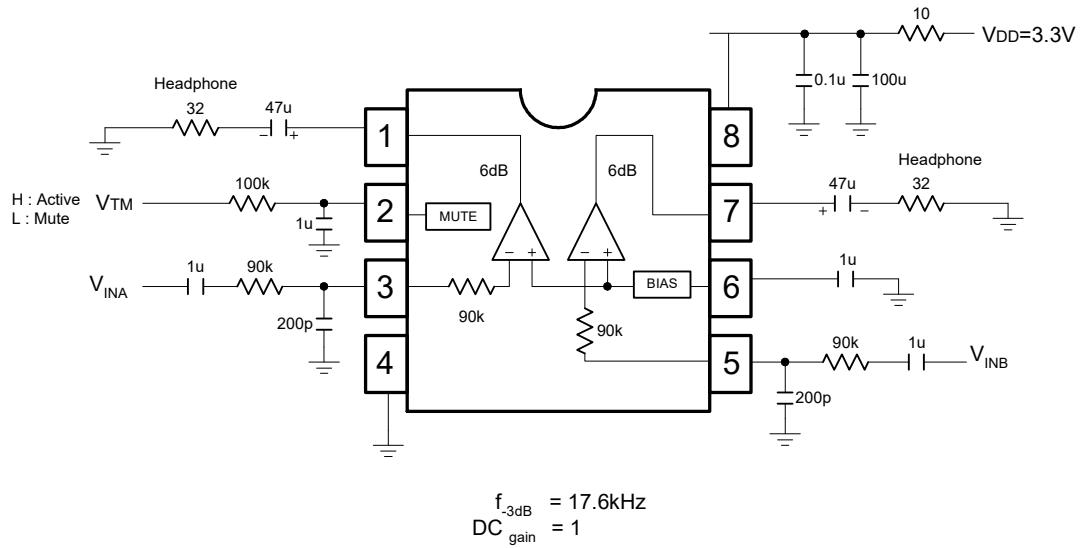 10
VDD=3.3V
0.1u
100u
Headphone
32
47u
1
8
6dB
6dB
Headphone
47u
32
H : Active
L : Mute
VTM
100k
2
MUTE
7
1u
1u
90k
VINA
3
90k
BIAS
6
1u
200p
90k
4
5
90k
1u
VINB
200p
f-3dB = 17.6kHz
DC gain = 1